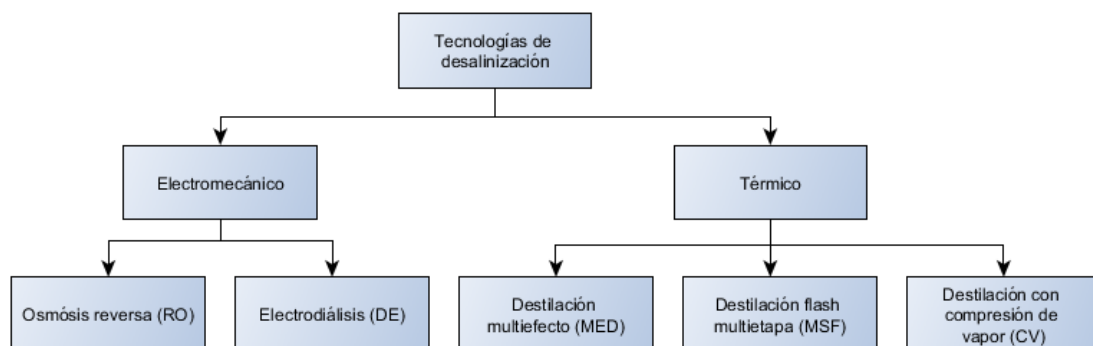 Tecnologías de
desalinización
Electromecánico
Térmico
Osmósis reversa (RO)
Electrodiálisis (DE)
Destilación
multiefecto (MED)
Destilación flash
multietapa (MSF)
Destilación con
compresión de
vapor (CV)